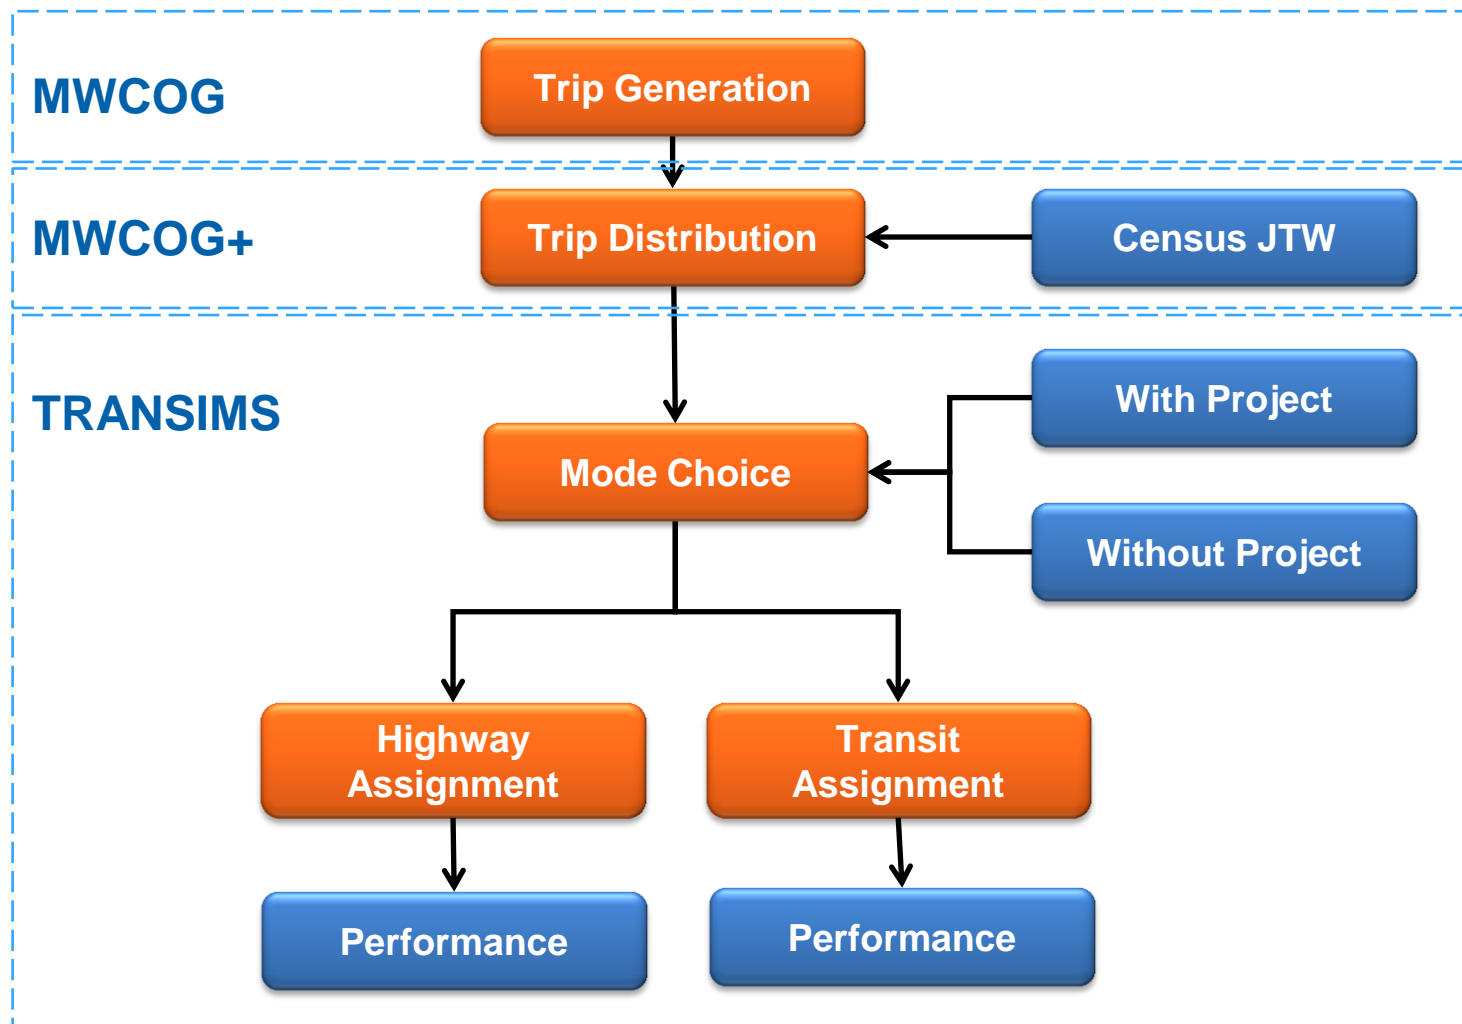 MWCOG
Trip Generation
MWCOG+
Trip Distribution
Census JTW
TRANSIMS
With Project
Mode Choice
Without Project
Highway
Assignment
Transit
Assignment
Performance
Performance